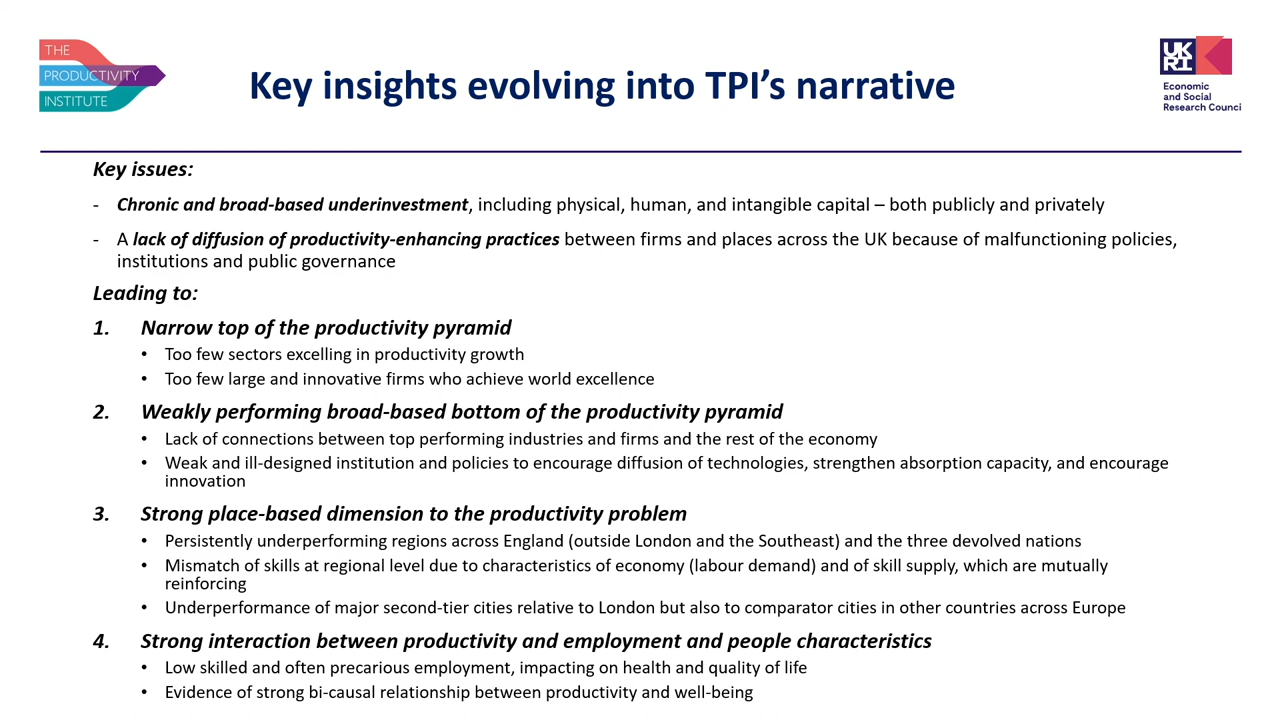 THE
PRODUCTIVITY
INSTITUTE
Key insights evolving into TPI's narrative
UK
RI
Economic
and Social
Research Counci
Key issues:
- Chronic and broad-based underinvestment, including physical, human, and intangible capital – both publicly and privately
- A lack of diffusion of productivity-enhancing practices between firms and places across the UK because of malfunctioning policies,
institutions and public governance
Leading to:
1. Narrow top of the productivity pyramid
• Too few sectors excelling in productivity growth
• Too few large and innovative firms who achieve world excellence
2. Weakly performing broad-based bottom of the productivity pyramid
• Lack of connections between top performing industries and firms and the rest of the economy
• Weak and ill-designed institution and policies to encourage diffusion of technologies, strengthen absorption capacity, and encourage
innovation
3. Strong place-based dimension to the productivity problem
• Persistently underperforming regions across England (outside London and the Southeast) and the three devolved nations
• Mismatch of skills at regional level due to characteristics of economy (labour demand) and of skill supply, which are mutually
reinforcing
• Underperformance of major second-tier cities relative to London but also to comparator cities in other countries across Europe
4. Strong interaction between productivity and employment and people characteristics
• Low skilled and often precarious employment, impacting on health and quality of life
• Evidence of strong bi-causal relationship between productivity and well-being